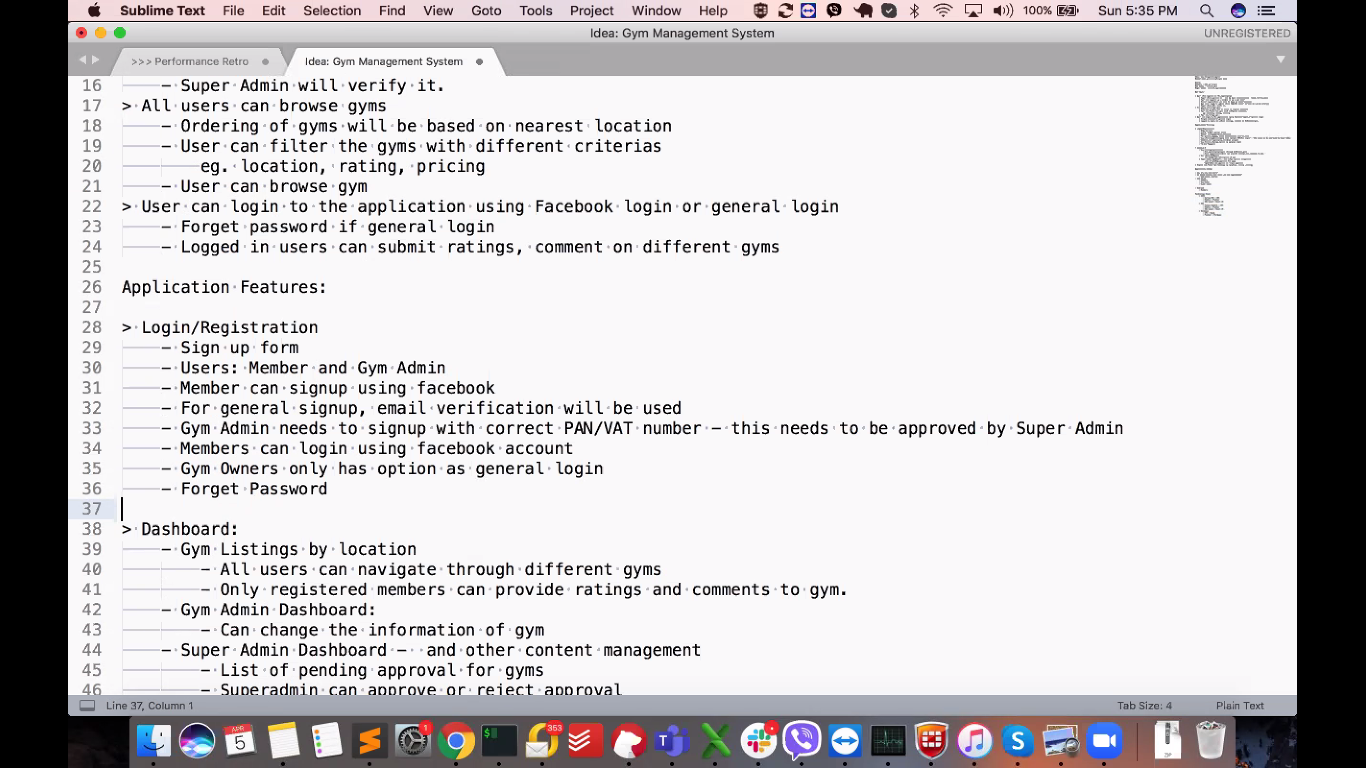 Sublime Text File Edit Selection Find View Goto Tools Project Window Help 100% Sun 5:35 PM
Idea: Gym Management System UNREGISTERED
>>> Performance Retro Idea: Gym Management System
16 - Super Admin will verify it.
17 > All users can browse gyms
18 - Ordering of gyms will be based on nearest location
19 - User can filter the gyms with different criterias
20 eg. location, rating, pricing
21 - User can browse gym
22 > User can login to the application using Facebook login or general login
23 - Forget password if general login
24 - Logged in users can submit ratings, comment on different gyms
25
26 Application Features:
27
28 > Login/Registration
29 - Sign up form
30 - Users: Member and Gym Admin
31 - Member can signup using facebook
32 - For general signup, email verification will be used
33 - Gym Admin needs to signup with correct PAN/VAT number - this needs to be approved by Super Admin
34 - Members can login using facebook account
35 - Gym Owners only has option as general login
36 - Forget Password
37
38 > Dashboard:
39 - Gym Listings by location
40 - All users can navigate through different gyms
41 - Only registered members can provide ratings and comments to gym.
42 - Gym Admin Dashboard:
43 - Can change the information of gym
44 - Super Admin Dashboard - and other content management
45 - List of pending approval for gyms
46 - Superadmin can approve or reject approval
Line 37, Column 1 Tab Size: 4 Plain Text
APR 5 1 353